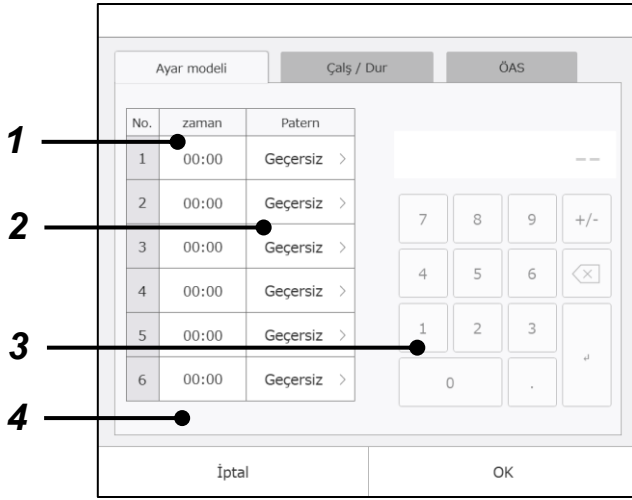 Ayar modeli Çalş / Dur ÖAS
No. zaman Patern
1 00:00 Geçersiz >
2 00:00 Geçersiz >
3 00:00 Geçersiz >
4 00:00 Geçersiz >
5 00:00 Geçersiz >
6 00:00 Geçersiz >
1
2
3
4
--
7 8 9 +/-
4 5 6
1 2 3
0 .
İptal OK